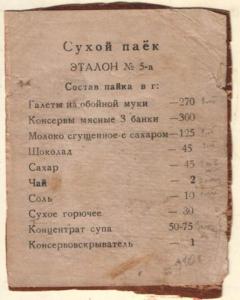 Сухой паёк
ЭТАЛОН № 5-а
Состав пайка в г:
Галеты из обойной муки —270
Консервы мясные 3 банки —300
Молоко сгущенное с сахаром—125
Шоколад — 45
Сахар — 45
Чай 2
Соль — 10
Сухое горючее — 30
Концентрат супа 50-75
Консервовскрыватель — 1